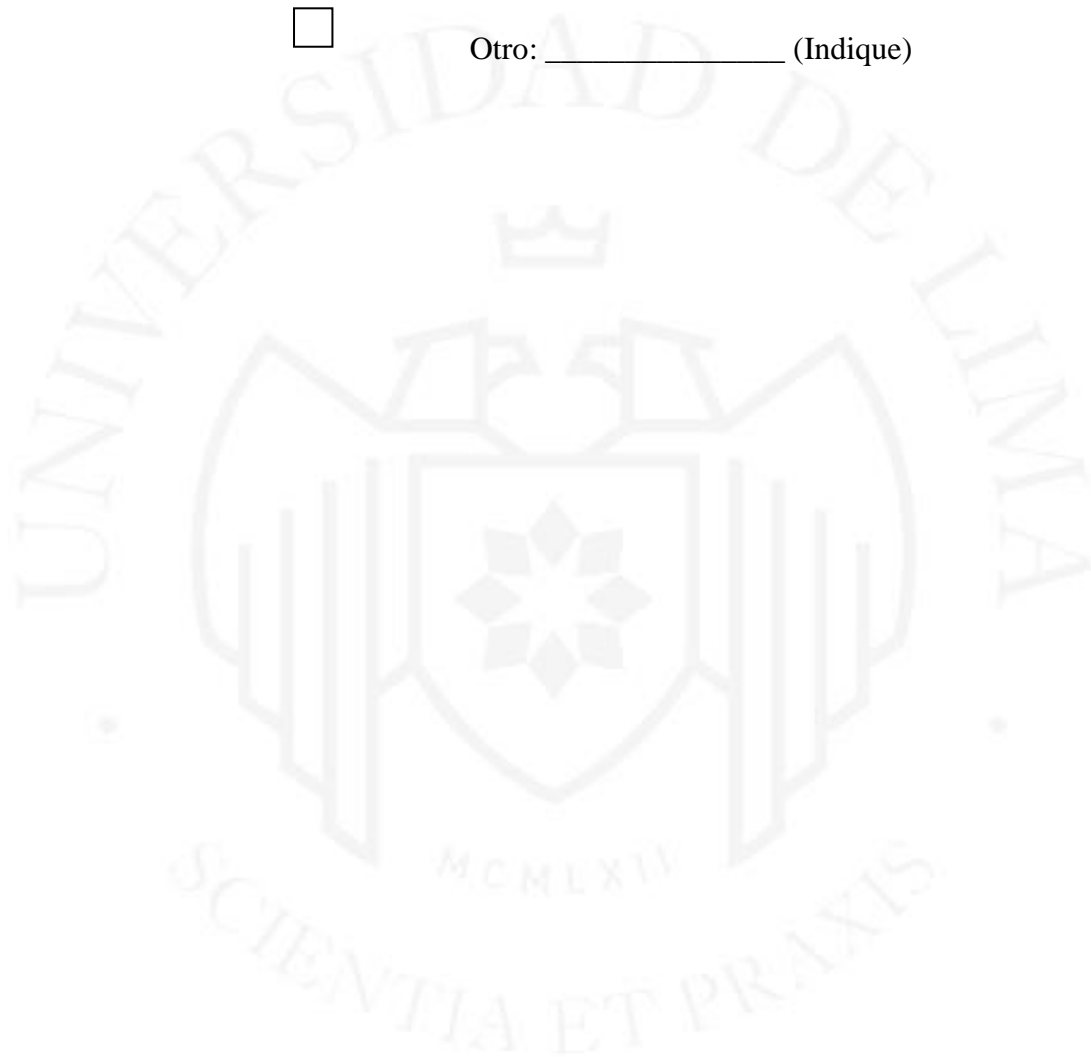 Otro: _______________ (Indique)
UNIVERSIDAD DE LIMA
MCMLXII
SCIENTIA ET PRAXIS